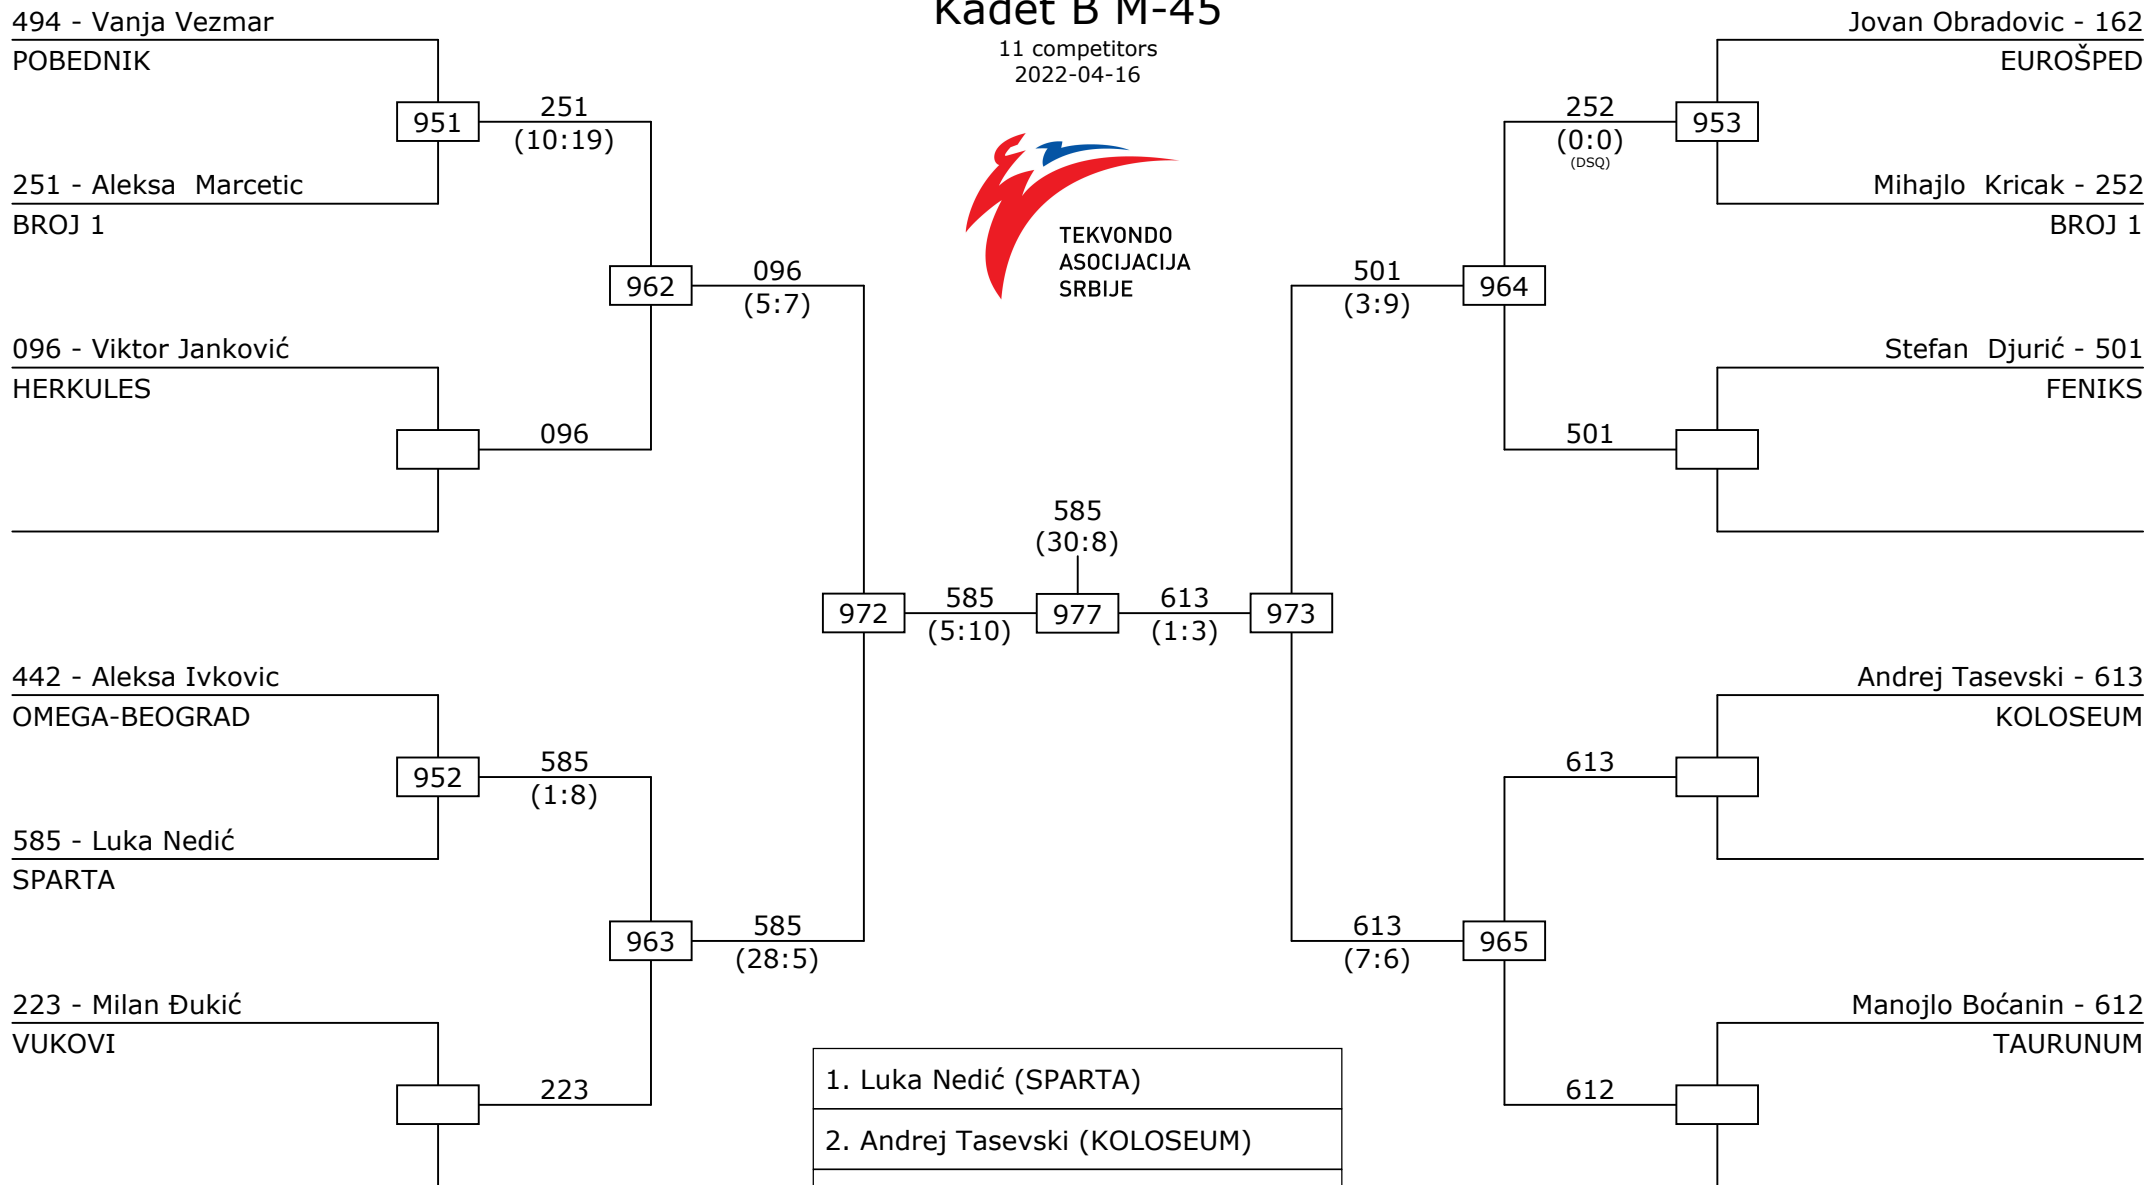 Kadet B M-45
11 competitors
2022-04-16
TEKVONDO
ASOCIJACIJA
SRBIJE
494 - Vanja Vezmar
POBEDNIK
951
251
(10:19)
251 - Aleksa  Marcetic
BROJ 1
962
096
(5:7)
096 - Viktor Janković
HERKULES
096
972
585
(5:10)
442 - Aleksa Ivkovic
OMEGA-BEOGRAD
952
585
(1:8)
585 - Luka Nedić
SPARTA
963
585
(28:5)
223 - Milan Đukić
VUKOVI
223
585
(30:8)
977
613
(1:3)
973
Jovan Obradovic - 162
EUROŠPED
252
(0:0)
(DSQ)
953
Mihajlo  Kricak - 252
BROJ 1
501
(3:9)
964
Stefan  Djurić - 501
FENIKS
501
Andrej Tasevski - 613
KOLOSEUM
613
613
(7:6)
965
Manojlo Boćanin - 612
TAURUNUM
612
1. Luka Nedić (SPARTA)
2. Andrej Tasevski (KOLOSEUM)